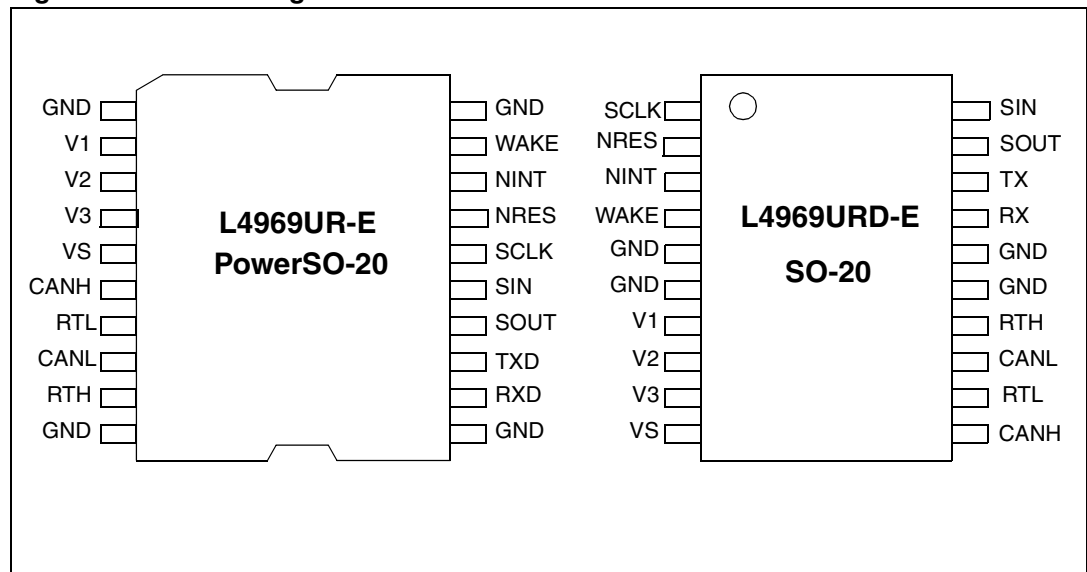 GND
V1
V2
V3
VS
CANH
RTL
CANL
RTH
GND
L4969UR-E
PowerSO-20
GND
WAKE
NINT
NRES
SCLK
SIN
SOUT
TXD
RXD
GND
SCLK
NRES
NINT
WAKE
GND
GND
V1
V2
V3
VS
L4969URD-E
SO-20
SIN
SOUT
TX
RX
GND
GND
RTH
CANL
RTL
CANH